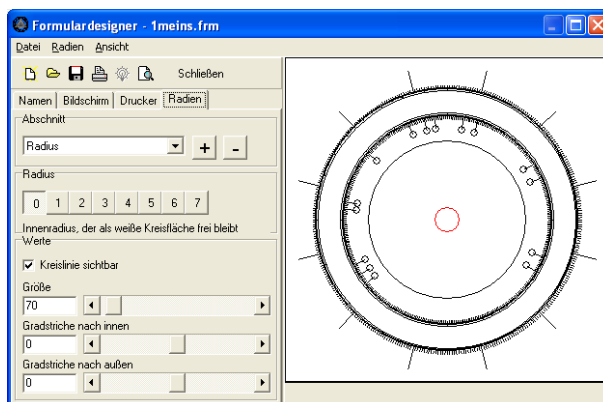 Formulardesigner - 1meins.frm
Datei Radien Ansicht
Schließen
Namen Bildschirm Drucker Radien
Abschnitt
Radius + -
Radius
0 1 2 3 4 5 6 7
Innenradius, der als weiße Kreisfläche frei bleibt
Werte
Kreislinie sichtbar
Größe
70
Gradstriche nach innen
0
Gradstriche nach außen
0